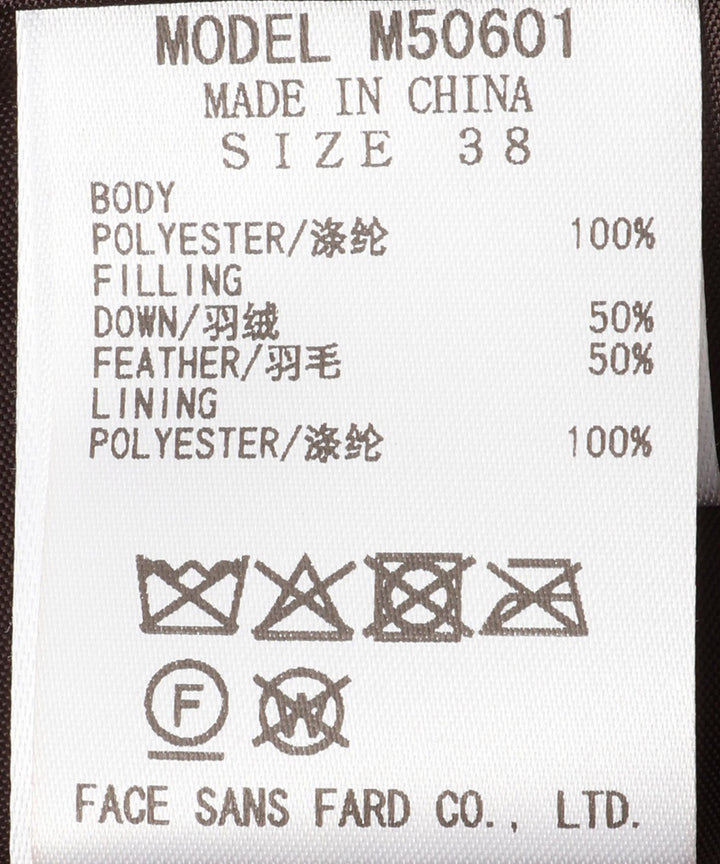 MODEL M50601
MADE IN CHINA
SIZE 38
BODY
POLYESTER/涤纶 100%
FILLING
DOWN/羽绒 50%
FEATHER/羽毛 50%
LINING
POLYESTER/涤纶 100%
F W
FACE SANS FARD CO., LTD.